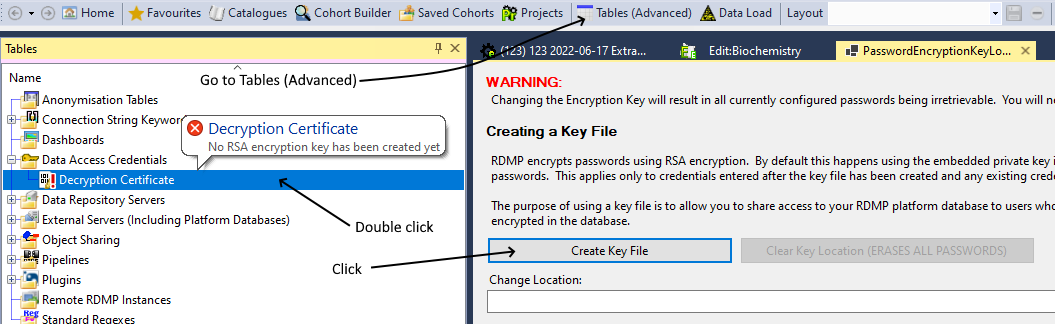 Home Favourites Catalogues Cohort Builder Saved Cohorts Projects Tables (Advanced) Data Load Layout
Tables
(123) 123 2022-06-17 Extra... Edit:Biochemistry PasswordEncryptionKeyLo...
Name
Go to Tables (Advanced)
Anonymisation Tables
Connection String Keywor
Dashboards
Data Access Credentials
Decryption Certificate
Data Repository Servers
External Servers (Including Platform Databases)
Object Sharing
Pipelines
Plugins
Remote RDMP Instances
Standard Regexes
Decryption Certificate
No RSA encryption key has been created yet
Double click
Click
WARNING:
Changing the Encryption Key will result in all currently configured passwords being irretrievable. You will ne
Creating a Key File
RDMP encrypts passwords using RSA encryption. By default this happens using the embedded private key i
passwords. This applies only to credentials entered after the key file has been created and any existing crede
The purpose of using a key file is to allow you to share access to your RDMP platform database to users who
encrypted in the database.
Create Key File Clear Key Location (ERASES ALL PASSWORDS)
Change Location: